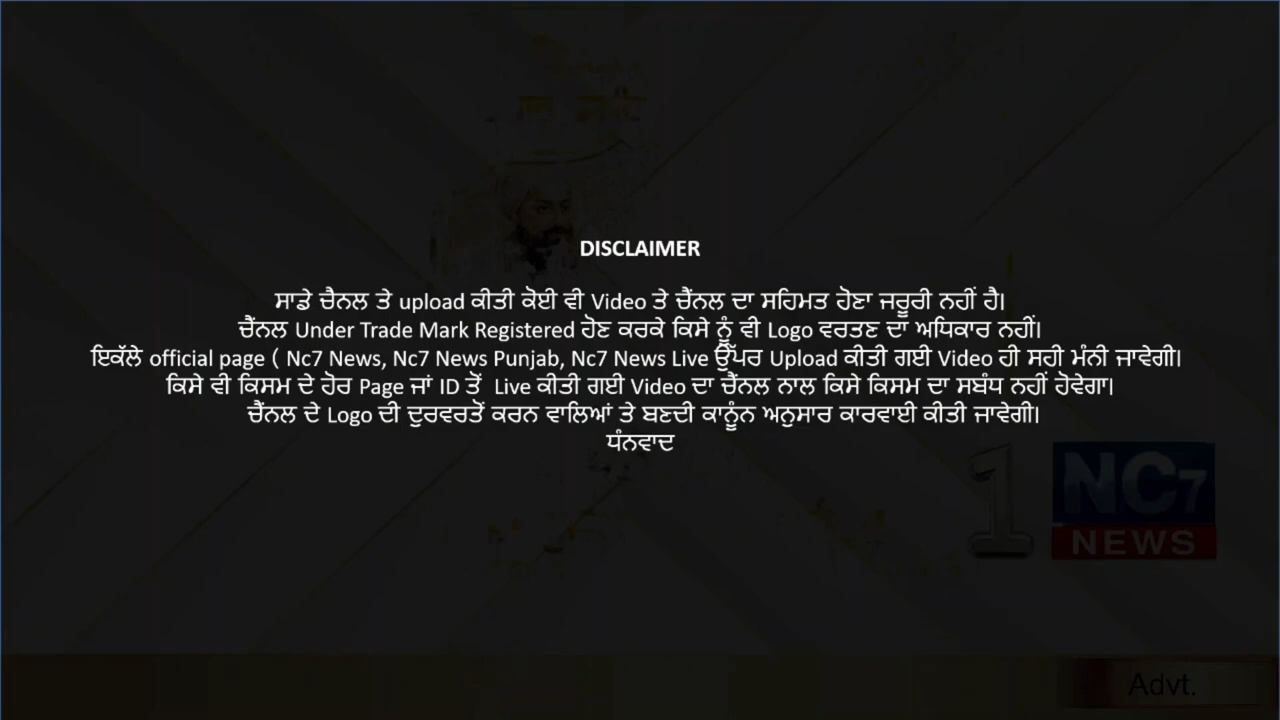 DISCLAIMER
ਸਾਡੇ ਚੈਨਲ ਤੇ upload ਕੀਤੀ ਕੋਈ ਵੀ Video ਤੇ ਚੈਂਨਲ ਦਾ ਸਹਿਮਤ ਹੋਣਾ ਜਰੂਰੀ ਨਹੀਂ ਹੈ।
ਚੈਂਨਲ Under Trade Mark Registered ਹੋਣ ਕਰਕੇ ਕਿਸੇ ਨੂੰ ਵੀ Logo ਵਰਤਣ ਦਾ ਅਧਿਕਾਰ ਨਹੀਂ।
ਇਕੱਲੇ official page ( Nc7 News, Nc7 News Punjab, Nc7 News Live ਉੱਪਰ Upload ਕੀਤੀ ਗਈ Video ਹੀ ਸਹੀ ਮੰਨੀ ਜਾਵੇਗੀ।
ਕਿਸੇ ਵੀ ਕਿਸਮ ਦੇ ਹੋਰ Page ਜਾਂ ID ਤੋਂ Live ਕੀਤੀ ਗਈ Video ਦਾ ਚੈਂਨਲ ਨਾਲ ਕਿਸੇ ਕਿਸਮ ਦਾ ਸਬੰਧ ਨਹੀਂ ਹੋਵੇਗਾ।
ਚੈਂਨਲ ਦੇ Logo ਦੀ ਦੁਰਵਰਤੋਂ ਕਰਨ ਵਾਲਿਆਂ ਤੇ ਬਣਦੀ ਕਾਨੂੰਨ ਅਨੁਸਾਰ ਕਾਰਵਾਈ ਕੀਤੀ ਜਾਵੇਗੀ।
ਧੰਨਵਾਦ
1 NC7
NEWS
Advt.